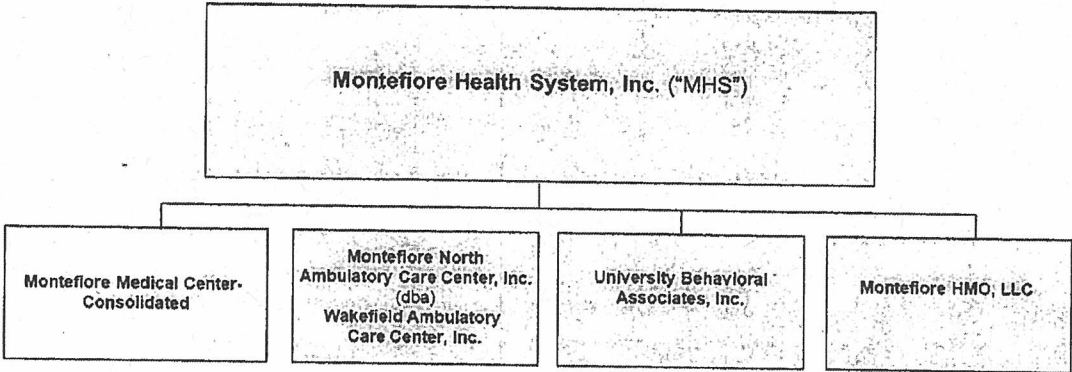 Montefiore Health System, Inc. ("MHS")
Montefiore Medical Center-
Consolidated
Montefiore North
Ambulatory Care Center, Inc.
(dba)
Wakefield Ambulatory
Care Center, Inc.
University Behavioral
Associates, Inc.
Montefiore HMO, LLC